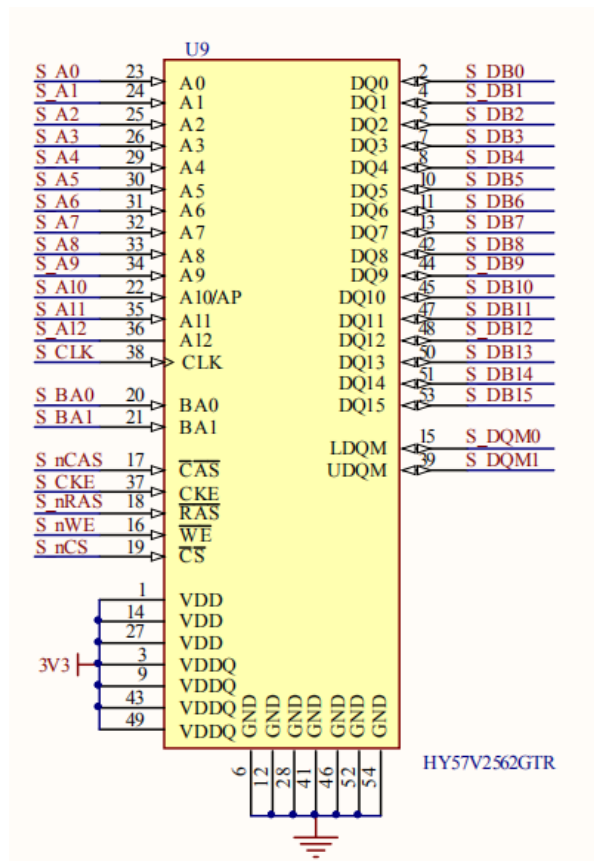 U9
S_A0 23 A0 DQ0 2 S_DB0
S_A1 24 A1 DQ1 4 S_DB1
S_A2 25 A2 DQ2 5 S_DB2
S_A3 26 A3 DQ3 7 S_DB3
S_A4 29 A4 DQ4 8 S_DB4
S_A5 30 A5 DQ5 10 S_DB5
S_A6 31 A6 DQ6 11 S_DB6
S_A7 32 A7 DQ7 13 S_DB7
S_A8 33 A8 DQ8 42 S_DB8
S_A9 34 A9 DQ9 44 S_DB9
S_A10 22 A10/AP DQ10 45 S_DB10
S_A11 35 A11 DQ11 47 S_DB11
S_A12 36 A12 DQ12 48 S_DB12
S_CLK 38 CLK DQ13 50 S_DB13
DQ14 51 S_DB14
S_BA0 20 BA0 DQ15 53 S_DB15
S_BA1 21 BA1
LDQM 15 S_DQM0
S_nCAS 17 CAS UDQM 39 S_DQM1
S_CKE 37 CKE
S_nRAS 18 RAS
S_nWE 16 WE
S_nCS 19 CS
1 VDD
14 VDD
27 VDD
3V3 3 VDDQ
9 VDDQ
43 VDDQ
49 VDDQ
GND GND GND GND GND GND GND
6 12 28 41 46 52 54
HY57V2562GTR